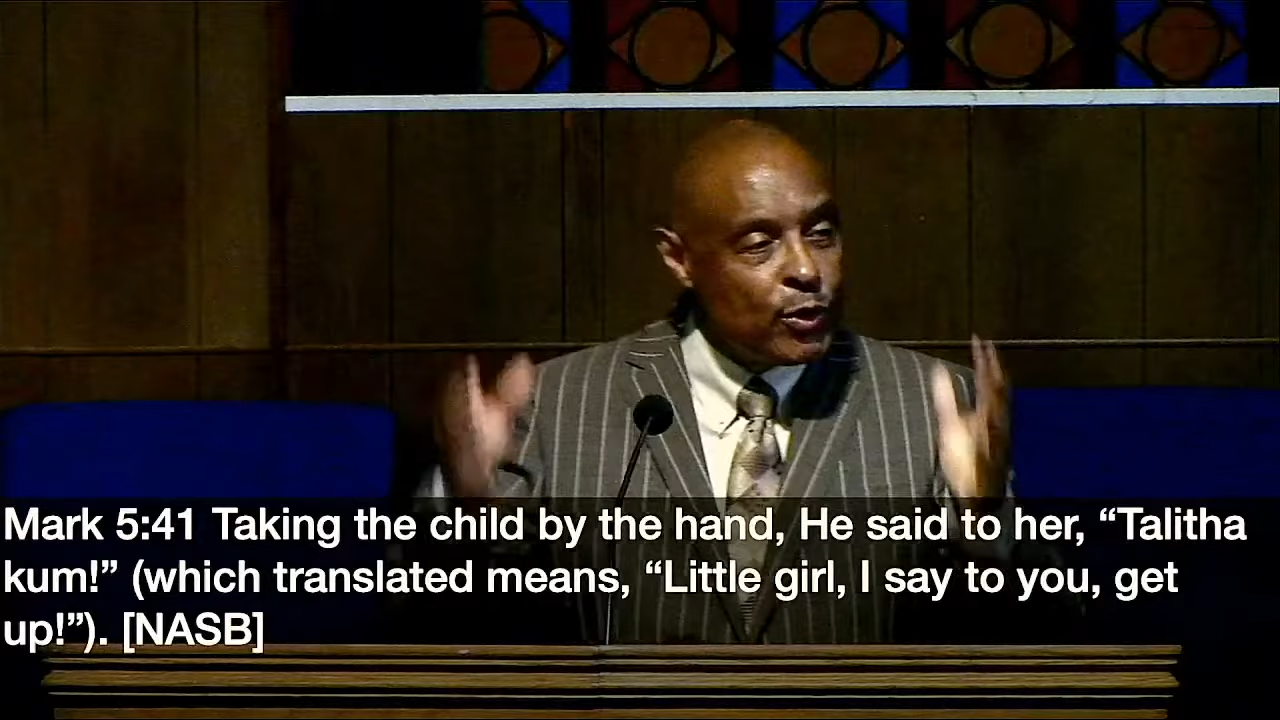 Mark 5:41 Taking the child by the hand, He said to her, “Talitha
kum!” (which translated means, “Little girl, I say to you, get
up!”). [NASB]